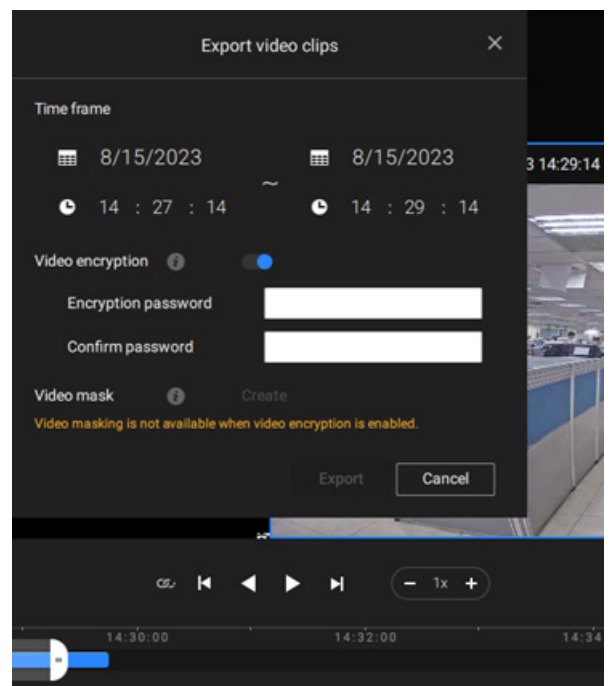 Export video clips
Time frame
8/15/2023 8/15/2023
3 14:29:14
~
14 : 27 : 14 14 : 29 : 14
Video encryption
Encryption password
Confirm password
Video mask Create
Video masking is not available when video encryption is enabled.
Export Cancel
1x
14:30:00 14:32:00 14:34